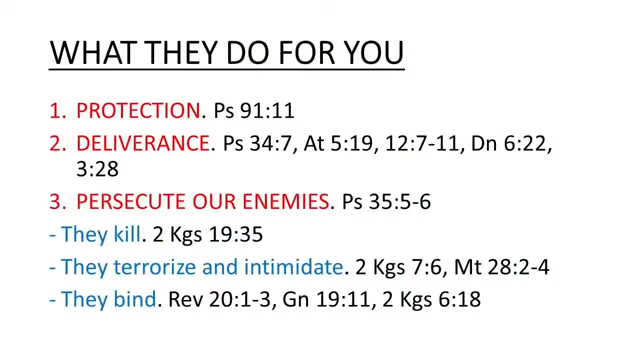 WHAT THEY DO FOR YOU
1. PROTECTION. Ps 91:11
2. DELIVERANCE. Ps 34:7, At 5:19, 12:7-11, Dn 6:22,
3:28
3. PERSECUTE OUR ENEMIES. Ps 35:5-6
- They kill. 2 Kgs 19:35
- They terrorize and intimidate. 2 Kgs 7:6, Mt 28:2-4
- They bind. Rev 20:1-3, Gn 19:11, 2 Kgs 6:18